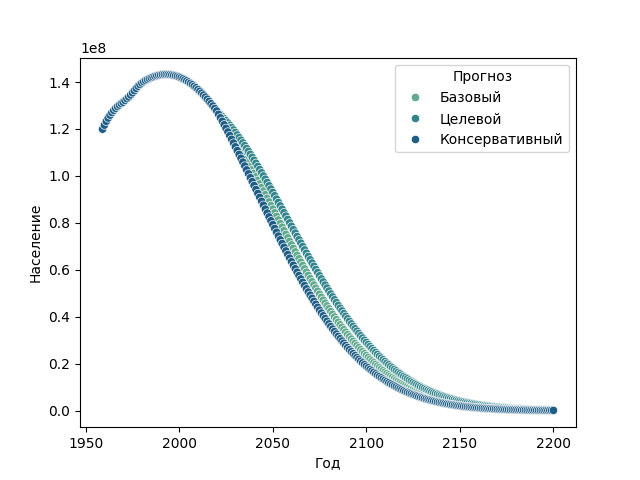 1e8
1.4
1.2
1.0
0.8
0.6
0.4
0.2
0.0
Население
1950
2000
2050
2100
2150
2200
Год
Прогноз
Базовый
Целевой
Консервативный